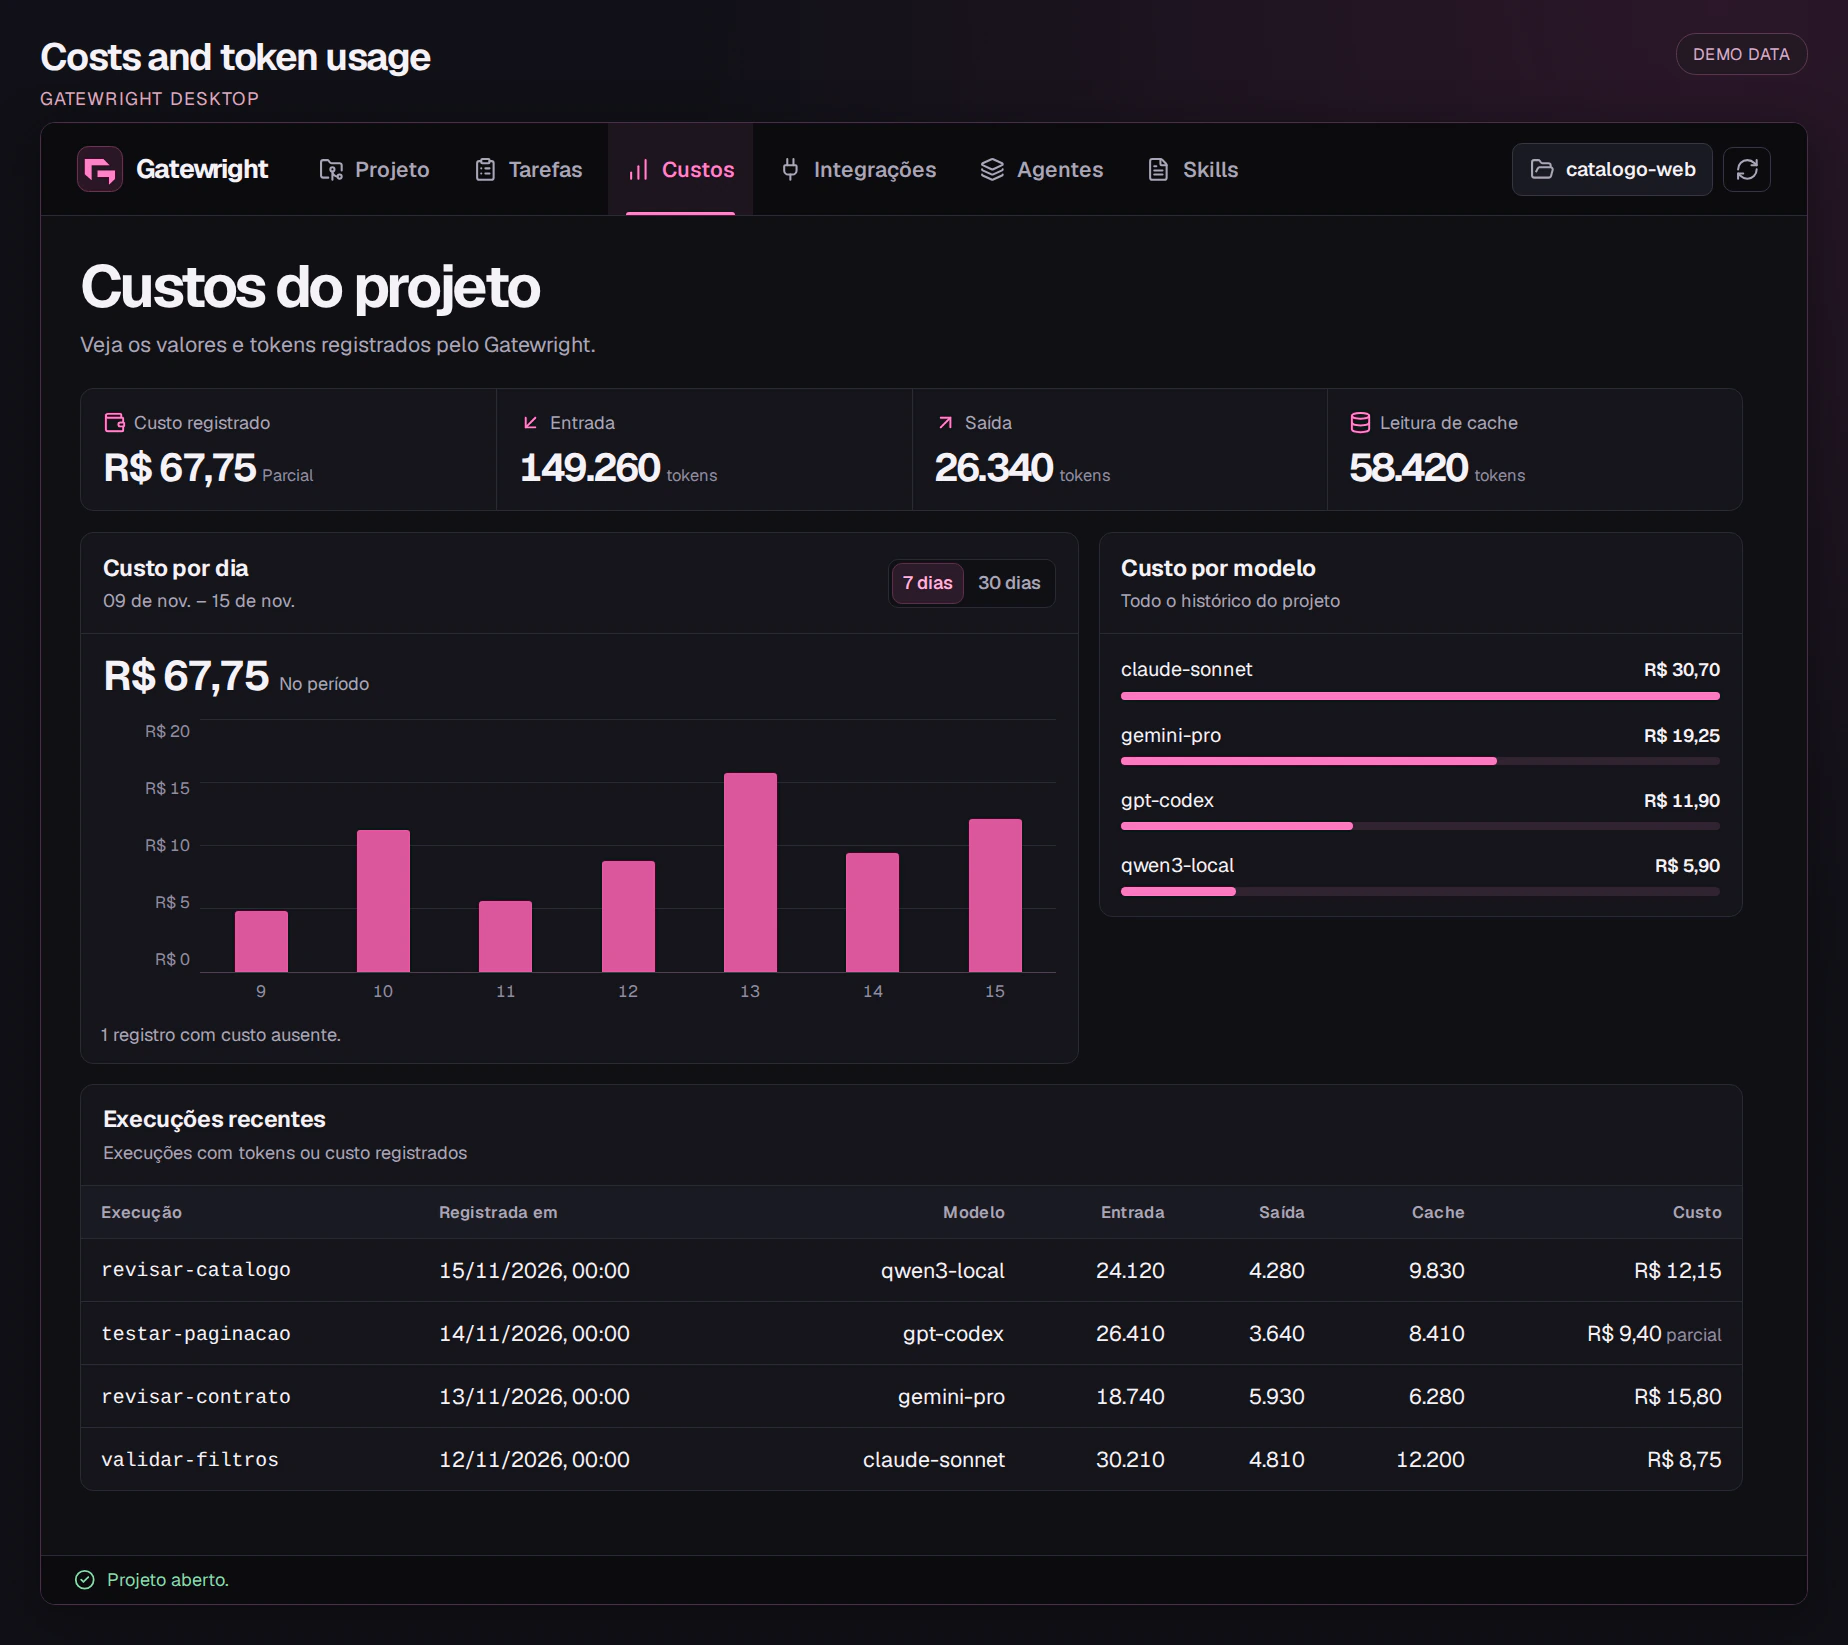 Costs and token usage
DEMO DATA
GATEWRIGHT DESKTOP
Gatewright Projeto Tarefas Custos Integrações Agentes Skills catalogo-web
Custos do projeto
Veja os valores e tokens registrados pelo Gatewright.
Custo registrado
R$ 67,75 Parcial
Entrada
149.260 tokens
Saída
26.340 tokens
Leitura de cache
58.420 tokens
Custo por dia
09 de nov. – 15 de nov.
7 dias 30 dias
R$ 67,75 No período
R$ 20
R$ 15
R$ 10
R$ 5
R$ 0
9 10 11 12 13 14 15
1 registro com custo ausente.
Custo por modelo
Todo o histórico do projeto
claude-sonnet R$ 30,70
gemini-pro R$ 19,25
gpt-codex R$ 11,90
qwen3-local R$ 5,90
Execuções recentes
Execuções com tokens ou custo registrados
Execução Registrada em Modelo Entrada Saída Cache Custo
revisar-catalogo 15/11/2026, 00:00 qwen3-local 24.120 4.280 9.830 R$ 12,15
testar-paginacao 14/11/2026, 00:00 gpt-codex 26.410 3.640 8.410 R$ 9,40 parcial
revisar-contrato 13/11/2026, 00:00 gemini-pro 18.740 5.930 6.280 R$ 15,80
validar-filtros 12/11/2026, 00:00 claude-sonnet 30.210 4.810 12.200 R$ 8,75
Projeto aberto.